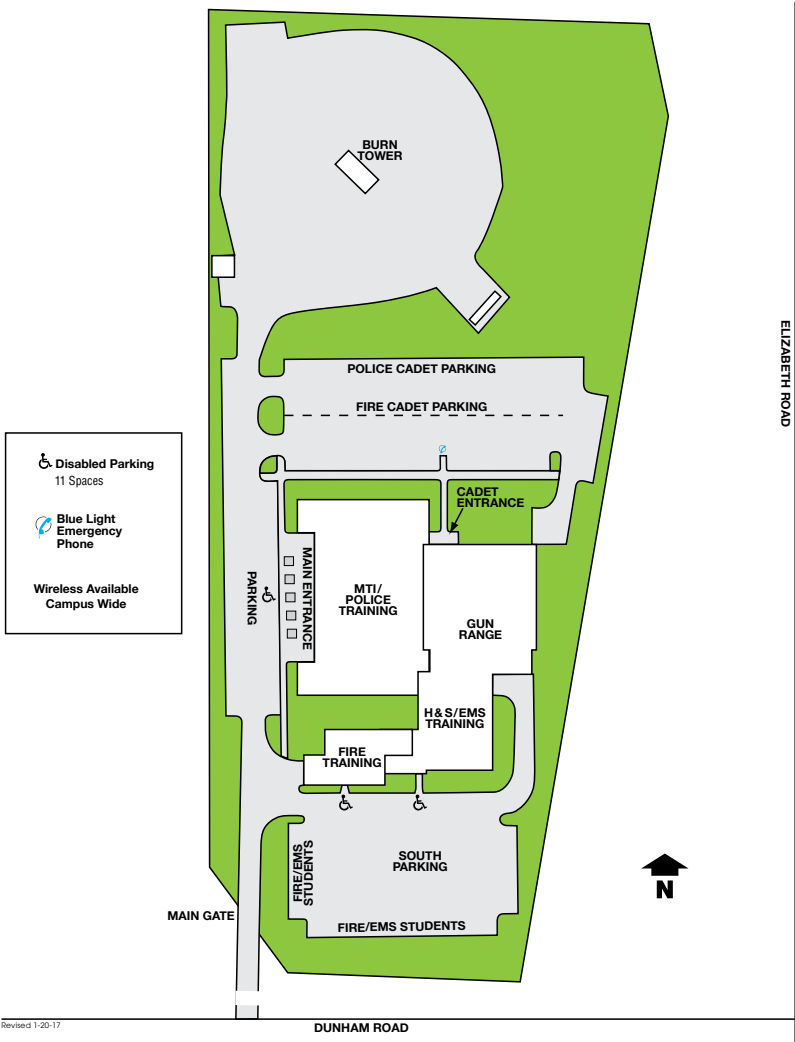 BURN
TOWER
ELIZABETH ROAD
POLICE CADET PARKING
FIRE CADET PARKING
Disabled Parking
11 Spaces
Blue Light
Emergency
Phone
Wireless Available
Campus Wide
CADET
ENTRANCE
MAIN ENTRANCE
PARKING
MTI/
POLICE
TRAINING
GUN
RANGE
H & S/EMS
TRAINING
FIRE
TRAINING
FIRE/EMS
STUDENTS
SOUTH
PARKING
N
MAIN GATE
FIRE/EMS STUDENTS
Revised 1-20-17
DUNHAM ROAD